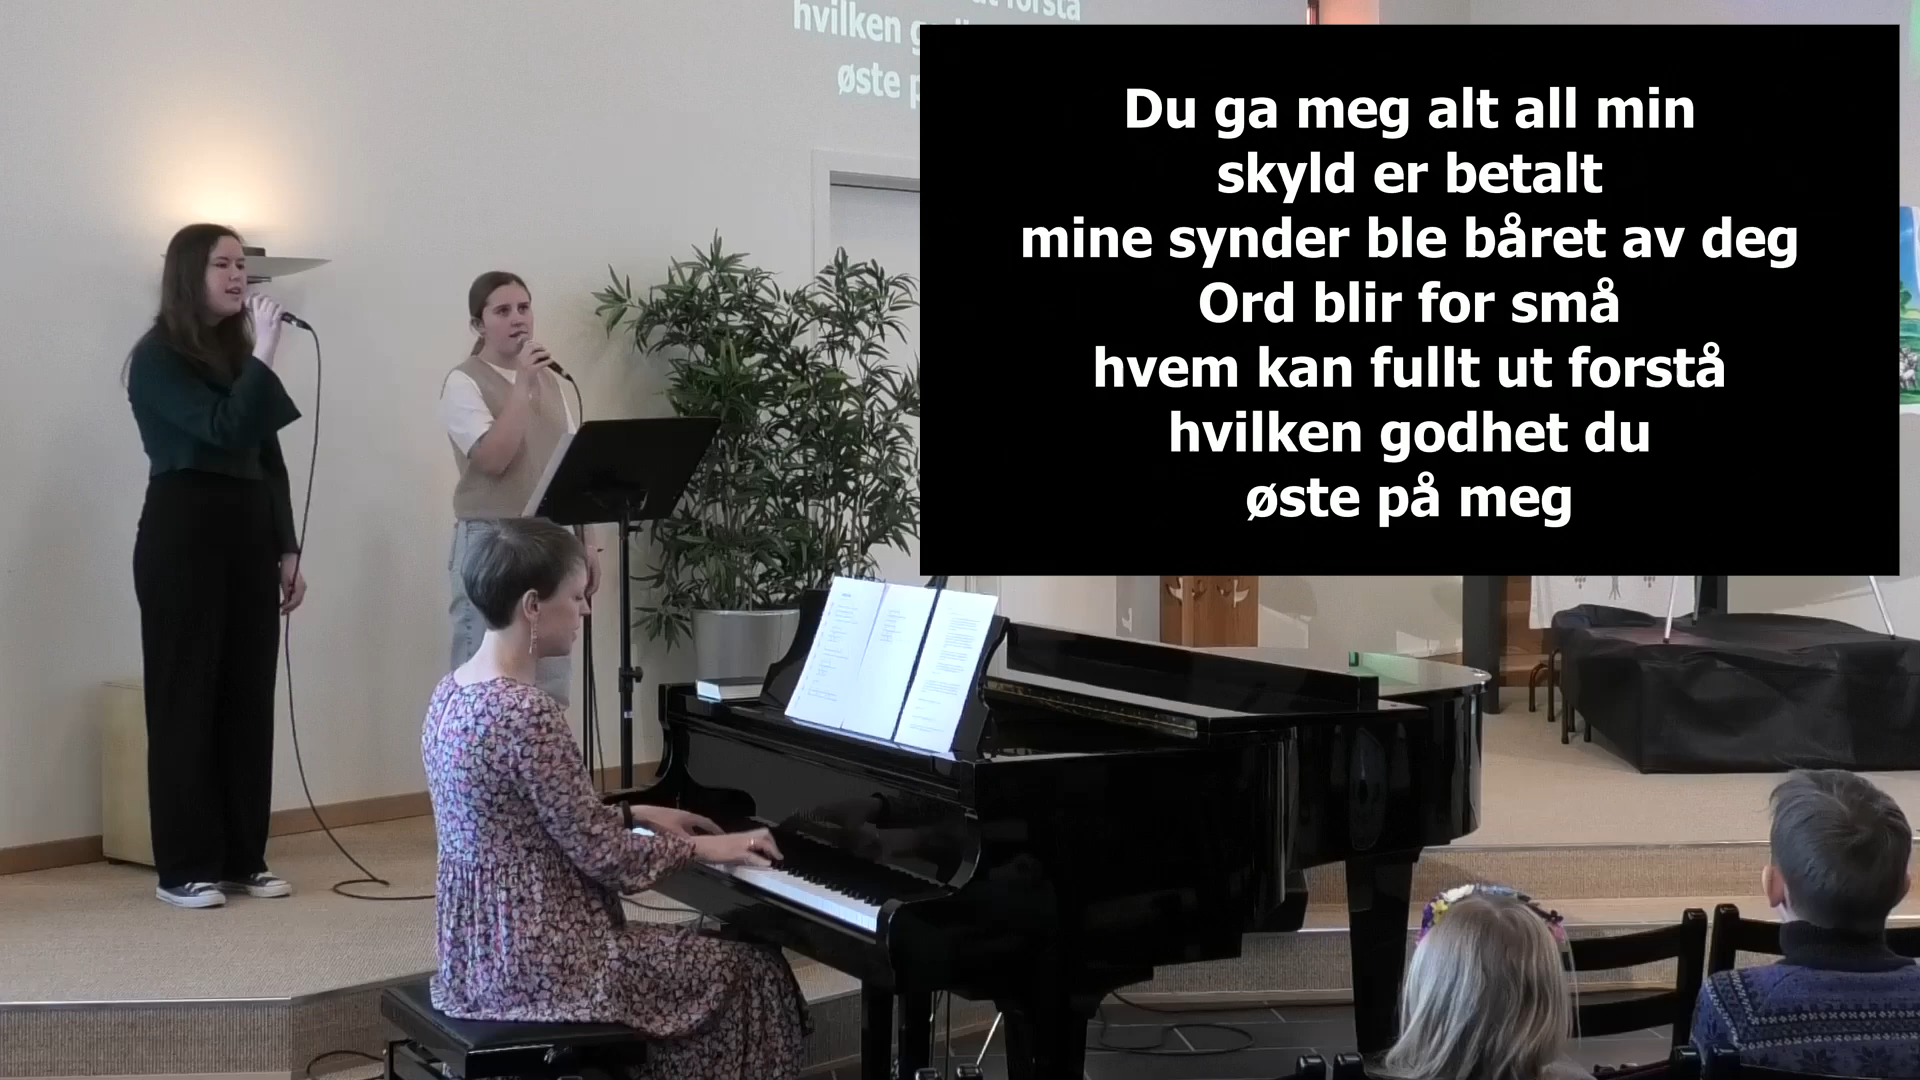 hvilken
øste
Du ga meg alt all min
skyld er betalt
mine synder ble båret av deg
Ord blir for små
hvem kan fullt ut forstå
hvilken godhet du
øste på meg